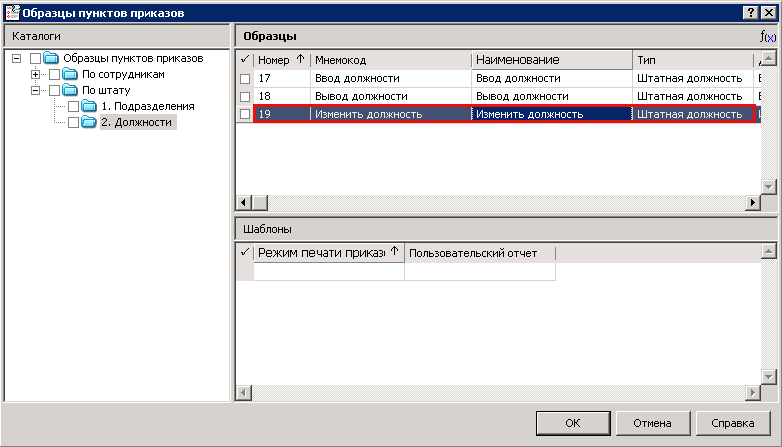 Образцы пунктов приказов
Каталоги
Образцы пунктов приказов
По сотрудникам
По штату
1. Подразделения
2. Должности
Образцы
f(x)
Номер Мнемокод Наименование Тип
17 Ввод должности Ввод должности Штатная должность
18 Вывод должности Вывод должности Штатная должность
19 Изменить должность Изменить должность Штатная должность
Шаблоны
Режим печати приказо Пользовательский отчет
OK Отмена Справка